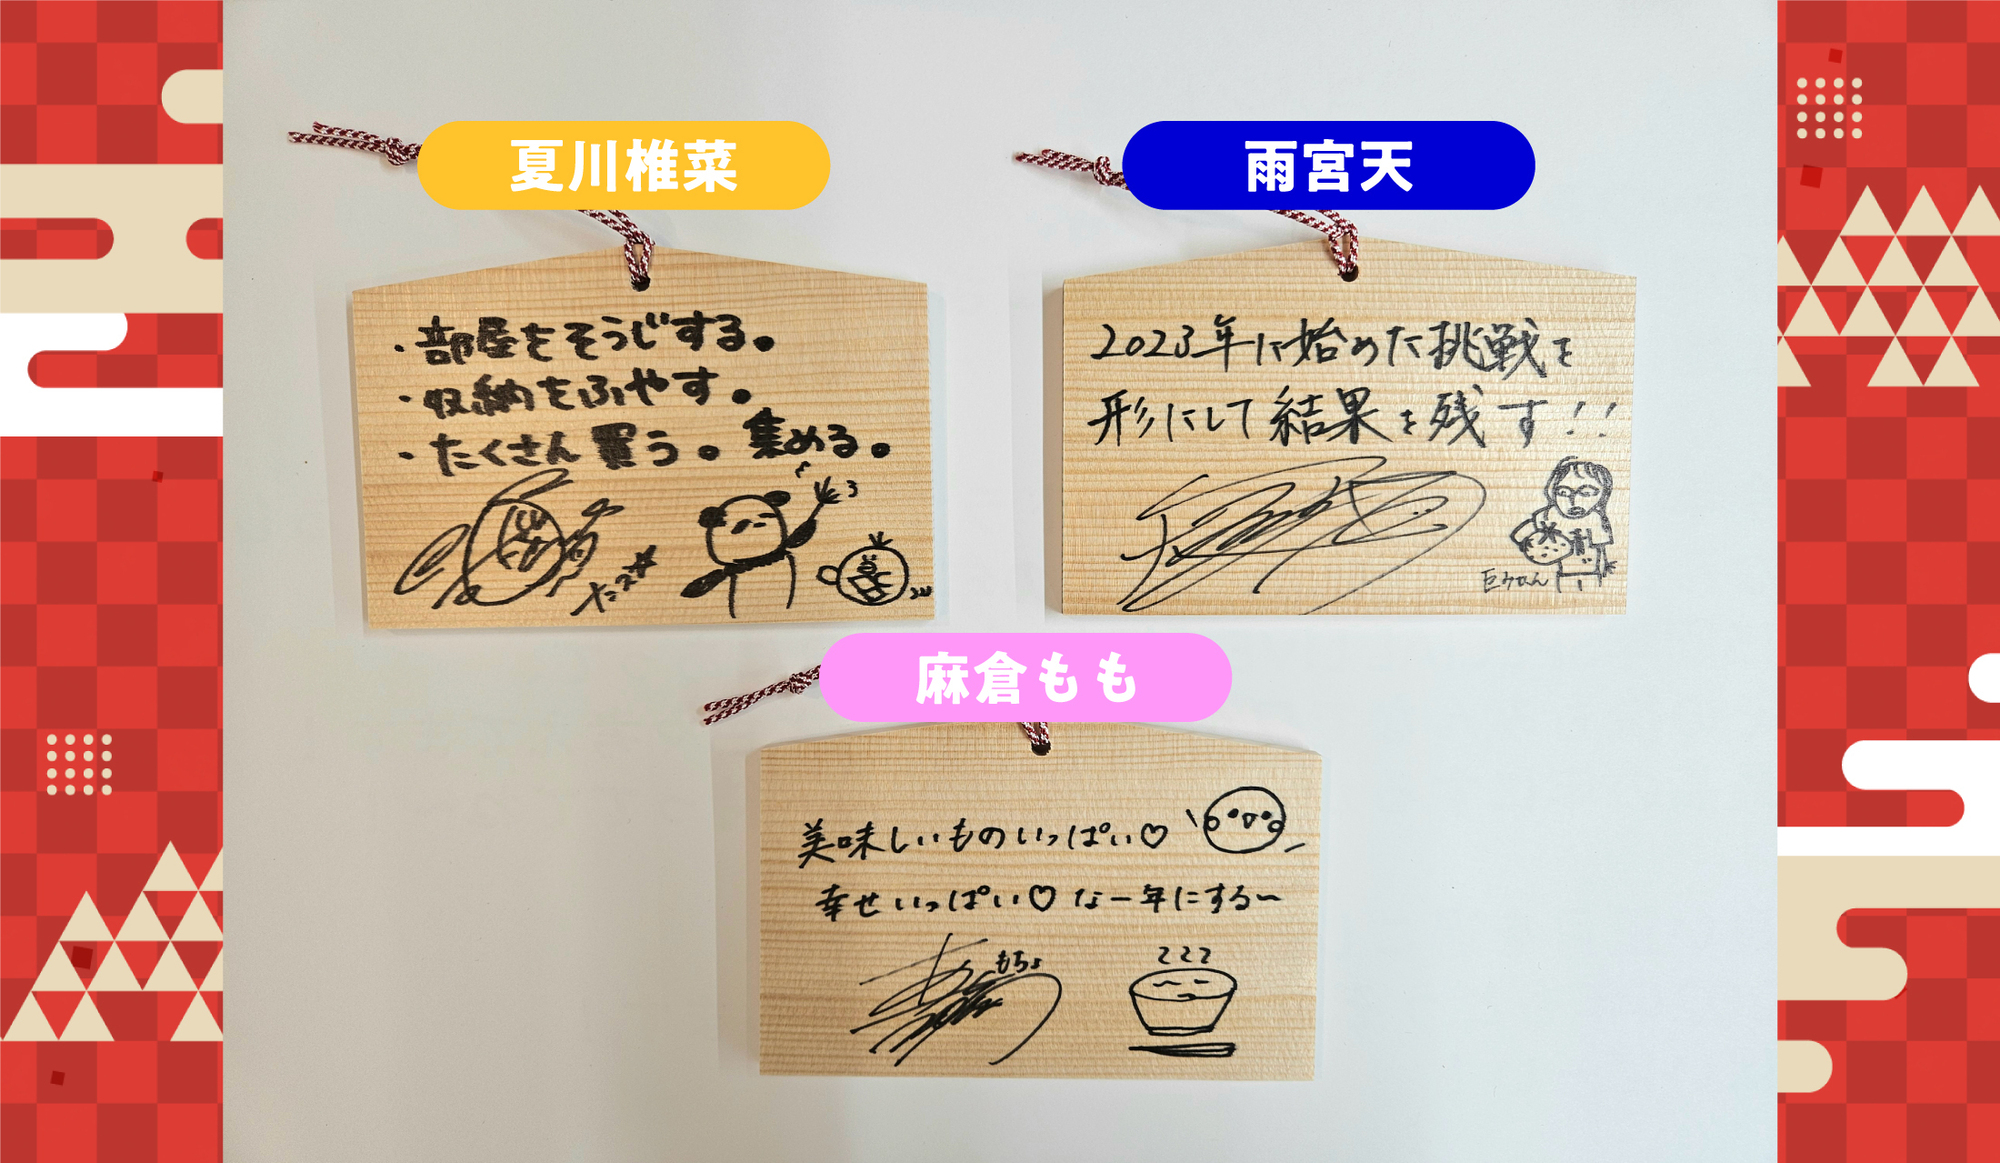 夏川椎菜
・部屋をそうじする。
・収納をふやす。
・たくさん買う。集める。
雨宮天
2023年に始めた挑戦を
形にして結果を残す!!
巨みかん
麻倉もも
美味しいものいっぱい♡
幸せいっぱい♡な一年にする〜
もちょ